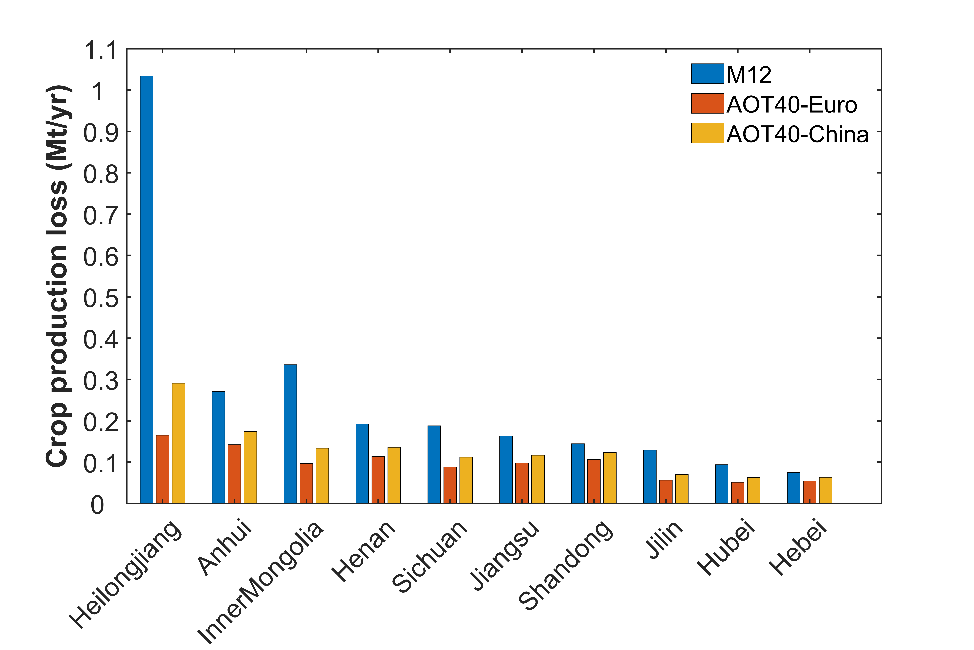 1.1
1
0.9
0.8
0.7
0.6
0.5
0.4
0.3
0.2
0.1
0
Crop production loss (Mt/yr)
M12
AOT40-Euro
AOT40-China
Heilongjiang
Anhui
InnerMongolia
Henan
Sichuan
Jiangsu
Shandong
Jilin
Hubei
Hebei